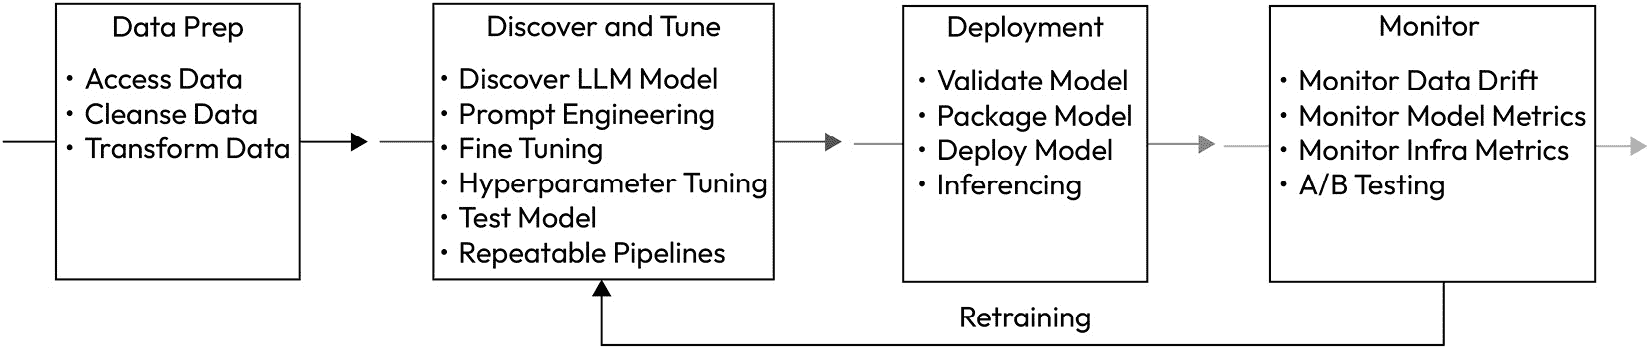 Data Prep
• Access Data
• Cleanse Data
• Transform Data
Discover and Tune
• Discover LLM Model
• Prompt Engineering
• Fine Tuning
• Hyperparameter Tuning
• Test Model
• Repeatable Pipelines
Deployment
• Validate Model
• Package Model
• Deploy Model
• Inferencing
Monitor
• Monitor Data Drift
• Monitor Model Metrics
• Monitor Infra Metrics
• A/B Testing
Retraining